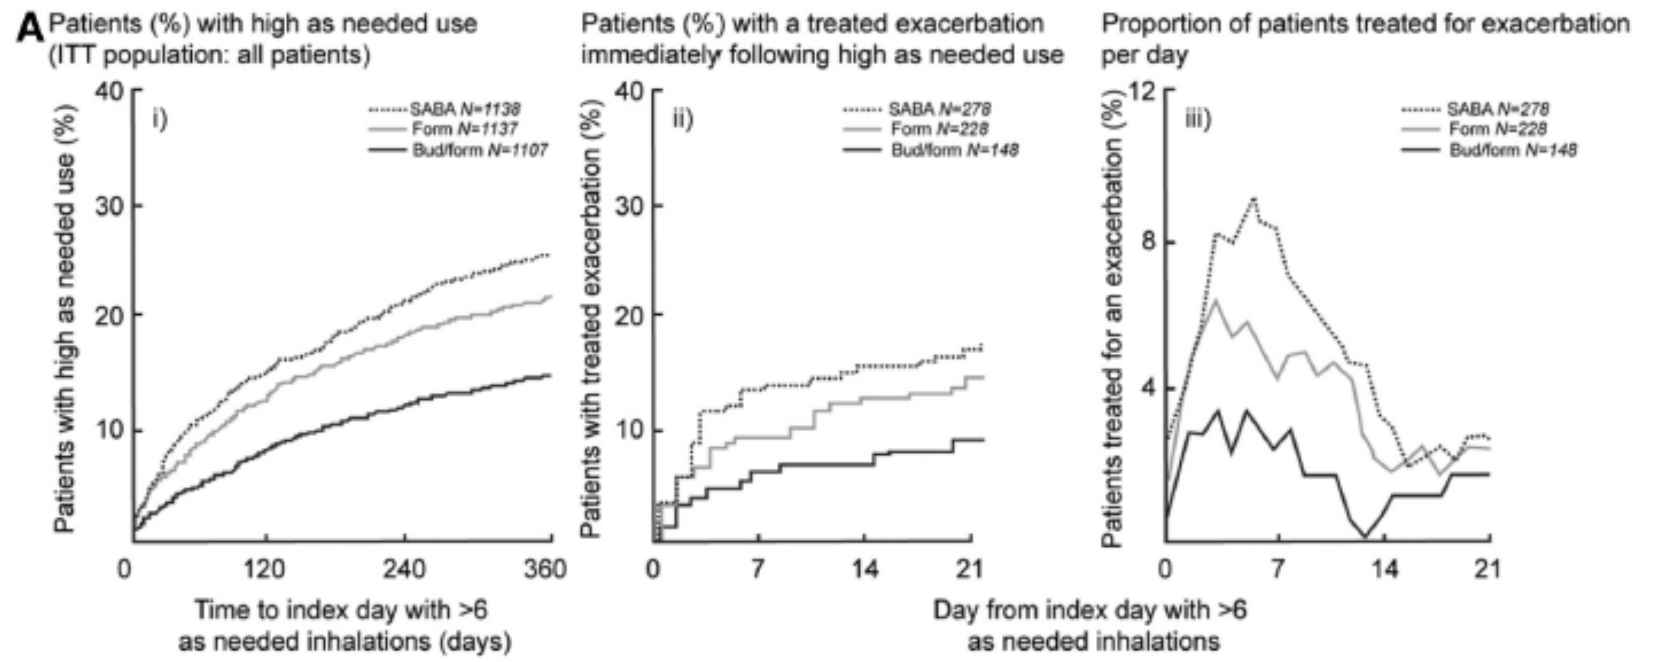 A
Patients (%) with high as needed use
(ITT population: all patients)
Patients (%) with high as needed use (%)
40
30
20
10
i)
SABA N=1138
Form N=1137
Bud/form N=1107
0 120 240 360
Time to index day with >6
as needed inhalations (days)
Patients (%) with a treated exacerbation
immediately following high as needed use
Patients with treated exacerbation (%)
40
30
20
10
ii)
SABA N=278
Form N=228
Bud/form N=148
0 7 14 21
Proportion of patients treated for exacerbation
per day
Patients treated for an exacerbation (%)
12
8
4
iii)
SABA N=278
Form N=228
Bud/form N=148
0 7 14 21
Day from index day with >6
as needed inhalations